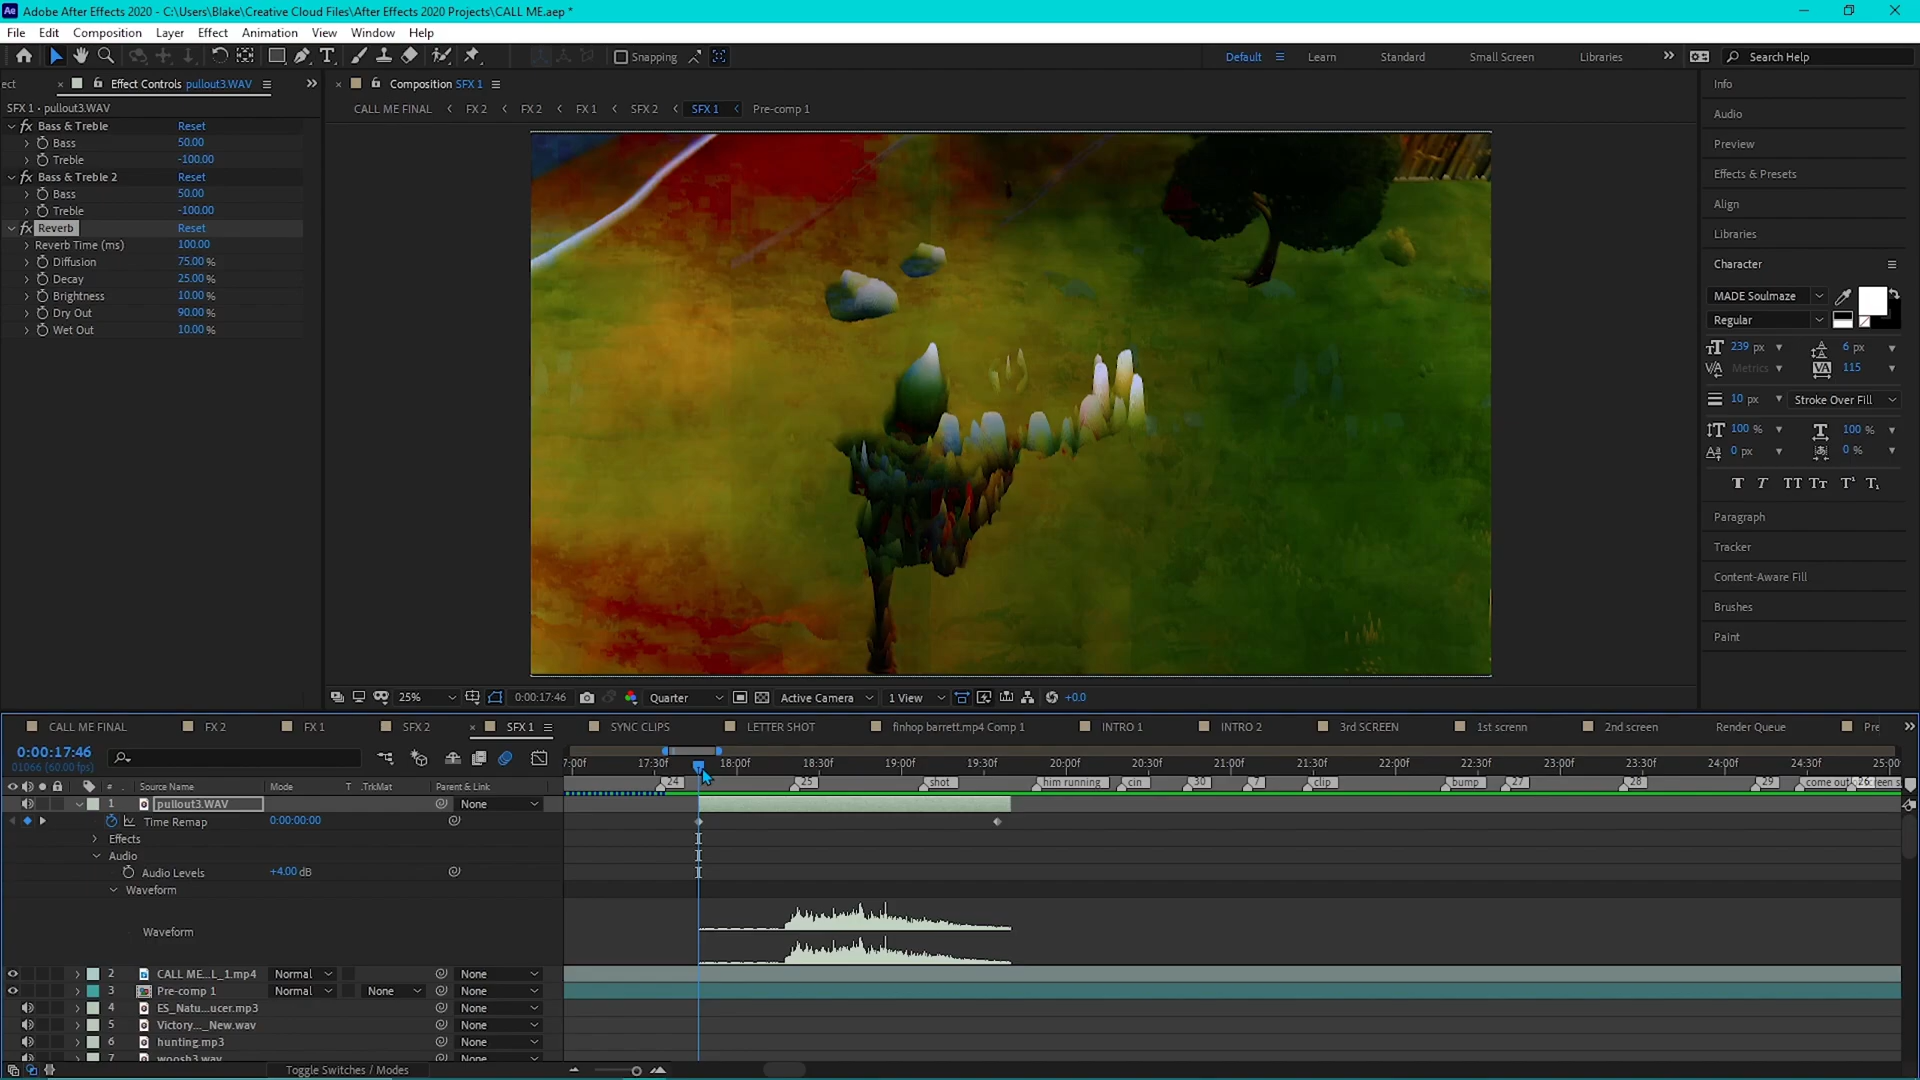 Adobe After Effects 2020 - C:\Users\Blake\Creative Cloud Files\After Effects 2020 Projects\CALL ME.aep *
File Edit Composition Layer Effect Animation View Window Help
Snapping Default Learn Standard Small Screen Libraries Search Help
ect Effect Controls pullout3.WAV
SFX 1 • pullout3.WAV
Bass & Treble Reset
Bass 50.00
Treble -100.00
Bass & Treble 2 Reset
Bass 50.00
Treble -100.00
Reverb Reset
Reverb Time (ms) 100.00
Diffusion 75.00 %
Decay 25.00 %
Brightness 10.00 %
Dry Out 90.00 %
Wet Out 10.00 %
Composition SFX 1
CALL ME FINAL FX 2 FX 2 FX 1 SFX 2 SFX 1 Pre-comp 1
25% 0:00:17:46 Quarter Active Camera 1 View +0.0
Info
Audio
Preview
Effects & Presets
Align
Libraries
Character
MADE Soulmaze
Regular
239 px 6 px
Metrics 115
10 px Stroke Over Fill
100 % 100 %
0 px 0 %
Paragraph
Tracker
Content-Aware Fill
Brushes
Paint
CALL ME FINAL FX 2 FX 1 SFX 2 SFX 1 SYNC CLIPS LETTER SHOT finhop barrett.mp4 Comp 1 INTRO 1 INTRO 2 3rd SCREEN 1st screnn 2nd screen Render Queue Pre
0:00:17:46
01066 (60.00 fps)
7:00f 17:30f 18:00f 18:30f 19:00f 19:30f 20:00f 20:30f 21:00f 21:30f 22:00f 22:30f 23:00f 23:30f 24:00f 24:30f 25:00
24 25 shot him running cin 30 7 clip bump 27 28 29 come out 26
# Source Name Mode T .TrkMat Parent & Link
1 pullout3.WAV None
Time Remap 0:00:00:00
Effects
Audio
Audio Levels +4.00 dB
Waveform
Waveform
2 CALL ME...L_1.mp4 Normal None
3 Pre-comp 1 Normal None None
4 ES_Natu...ucer.mp3 None
5 Victory..._New.wav None
6 hunting.mp3 None
7 woosh3.wav
Toggle Switches / Modes